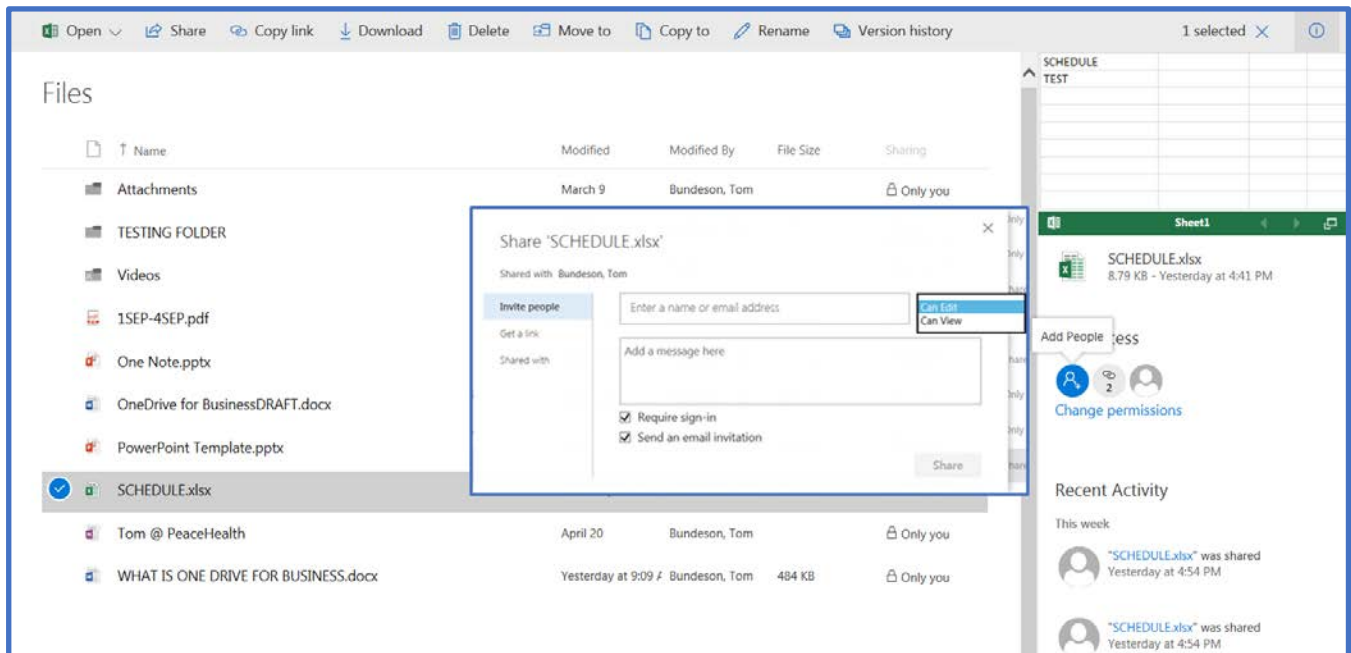 Open Share Copy link Download Delete Move to Copy to Rename Version history 1 selected
Files
Name Modified Modified By File Size Sharing
Attachments March 9 Bundeson, Tom Only you
TESTING FOLDER
Videos
1SEP-4SEP.pdf
One Note.pptx
OneDrive for BusinessDRAFT.docx
PowerPoint Template.pptx
SCHEDULE.xlsx
Tom @ PeaceHealth April 20 Bundeson, Tom Only you
WHAT IS ONE DRIVE FOR BUSINESS.docx Yesterday at 9:09 Bundeson, Tom 484 KB Only you
Share 'SCHEDULE.xlsx'
Shared with Bundeson, Tom
Invite people
Get a link
Shared with
Enter a name or email address
Can Edit
Can View
Add a message here
Require sign-in
Send an email invitation
Share
SCHEDULE
TEST
Sheet1
SCHEDULE.xlsx
8.79 KB - Yesterday at 4:41 PM
Add People
2
Change permissions
Recent Activity
This week
"SCHEDULE.xlsx" was shared
Yesterday at 4:54 PM
"SCHEDULE.xlsx" was shared
Yesterday at 4:54 PM